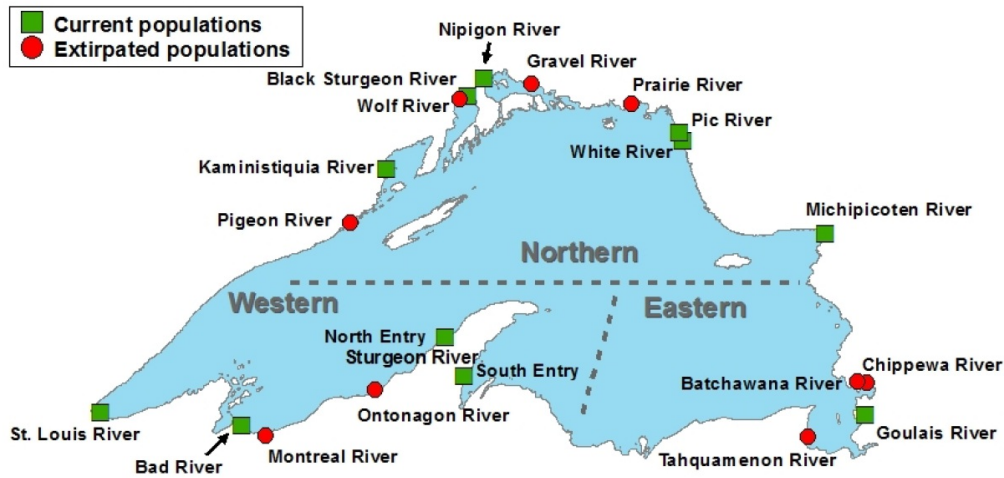 Current populations
Extirpated populations
Nipigon River
Gravel River
Black Sturgeon River
Wolf River
Prairie River
Pic River
White River
Kaministiquia River
Michipicoten River
Pigeon River
Northern
Western
Eastern
North Entry
Sturgeon River
South Entry
Chippewa River
Batchawana River
Ontonagon River
St. Louis River
Goulais River
Bad River
Montreal River
Tahquamenon River